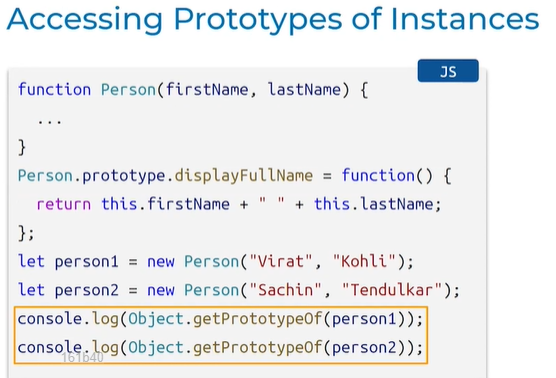 Accessing Prototypes of Instances
JS
function Person(firstName, lastName) {
...
}
Person.prototype.displayFullName = function() {
return this.firstName + " " + this.lastName;
};
let person1 = new Person("Virat", "Kohli");
let person2 = new Person("Sachin", "Tendulkar");
console.log(Object.getPrototypeOf(person1));
console.log(Object.getPrototypeOf(person2));
161b40